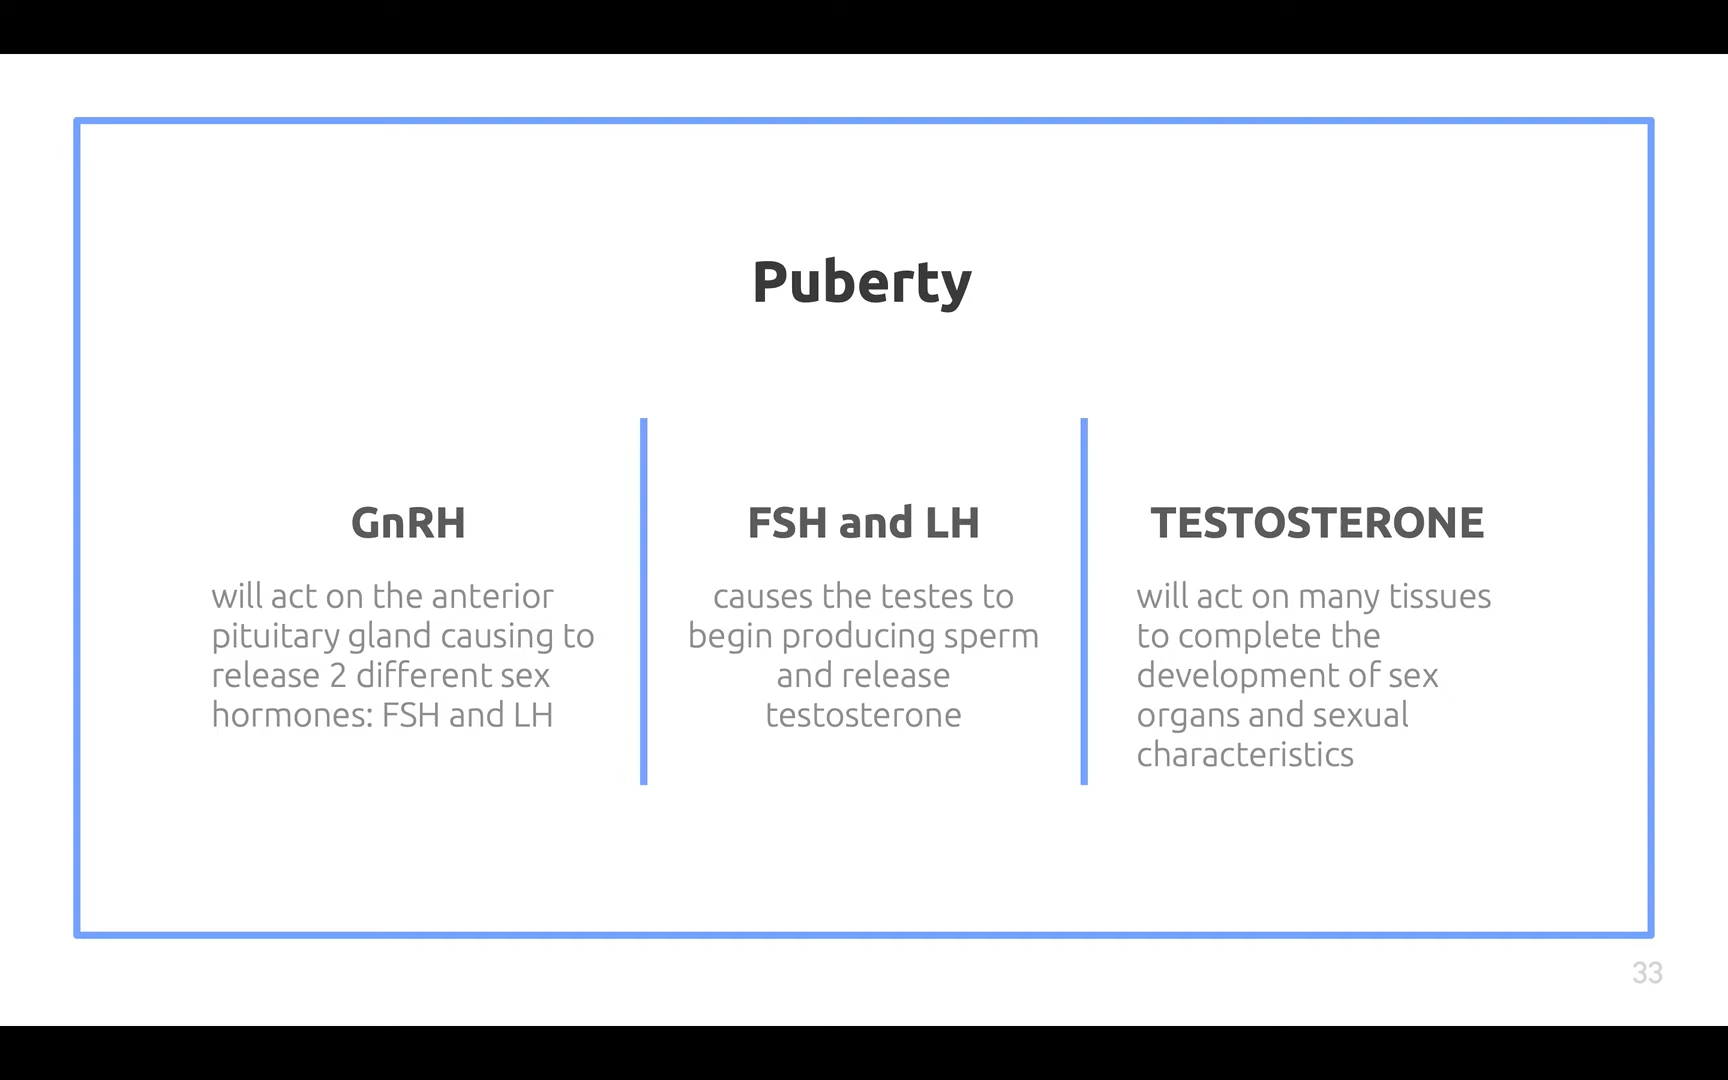 Puberty
GnRH
will act on the anterior
pituitary gland causing to
release 2 different sex
hormones: FSH and LH
FSH and LH
causes the testes to
begin producing sperm
and release
testosterone
TESTOSTERONE
will act on many tissues
to complete the
development of sex
organs and sexual
characteristics
33